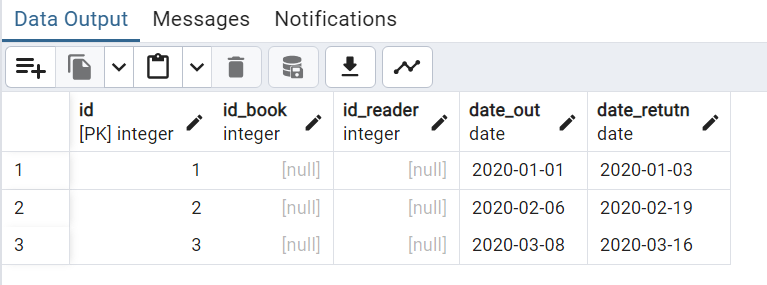 Data Output Messages Notifications
id id_book id_reader date_out date_retutn
[PK] integer integer integer date date
1 1 [null] [null] 2020-01-01 2020-01-03
2 2 [null] [null] 2020-02-06 2020-02-19
3 3 [null] [null] 2020-03-08 2020-03-16